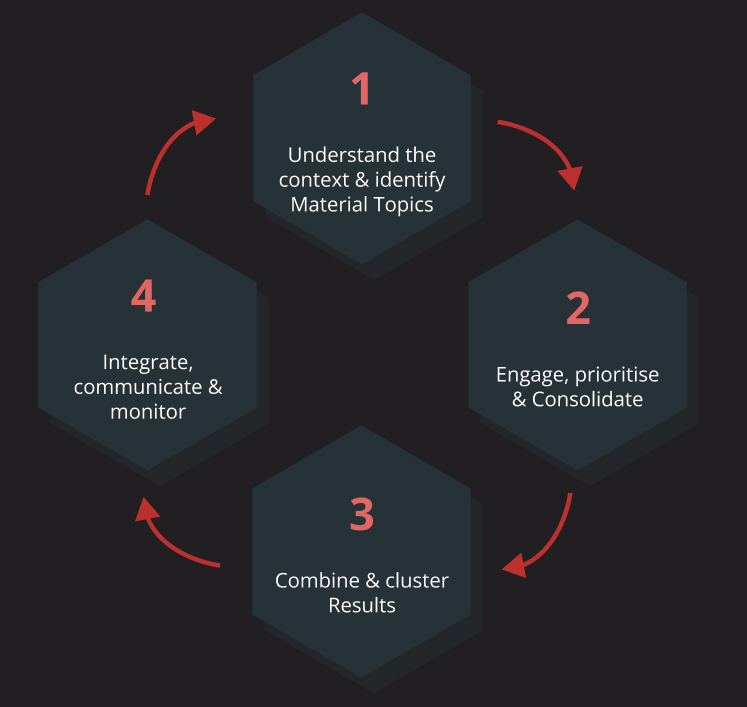 1
Understand the
context & identify
Material Topics
2
Engage, prioritise
& Consolidate
3
Combine & cluster
Results
4
Integrate,
communicate &
monitor